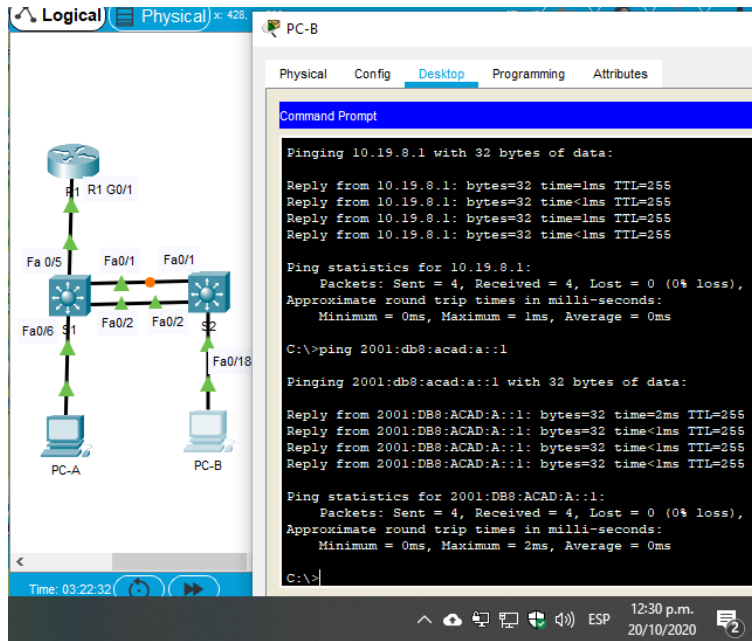 Logical Physical x: 428,
PC-B
Physical Config Desktop Programming Attributes
Command Prompt
Pinging 10.19.8.1 with 32 bytes of data:
Reply from 10.19.8.1: bytes=32 time=1ms TTL=255
Reply from 10.19.8.1: bytes=32 time<1ms TTL=255
Reply from 10.19.8.1: bytes=32 time<1ms TTL=255
Reply from 10.19.8.1: bytes=32 time<1ms TTL=255
Ping statistics for 10.19.8.1:
Packets: Sent = 4, Received = 4, Lost = 0 (0% loss),
Approximate round trip times in milli-seconds:
Minimum = 0ms, Maximum = 1ms, Average = 0ms
C:\>ping 2001:db8:acad:a::1
Pinging 2001:db8:acad:a::1 with 32 bytes of data:
Reply from 2001:DB8:ACAD:A::1: bytes=32 time=2ms TTL=255
Reply from 2001:DB8:ACAD:A::1: bytes=32 time<1ms TTL=255
Reply from 2001:DB8:ACAD:A::1: bytes=32 time<1ms TTL=255
Reply from 2001:DB8:ACAD:A::1: bytes=32 time<1ms TTL=255
Ping statistics for 2001:DB8:ACAD:A::1:
Packets: Sent = 4, Received = 4, Lost = 0 (0% loss),
Approximate round trip times in milli-seconds:
Minimum = 0ms, Maximum = 2ms, Average = 0ms
C:\>
R1 R1 G0/1
Fa 0/5 Fa0/1 Fa0/1
Fa0/6 S1 Fa0/2 Fa0/2 S2
Fa0/18
PC-A PC-B
Time: 03:22:32
ESP
12:30 p.m.
20/10/2020
2